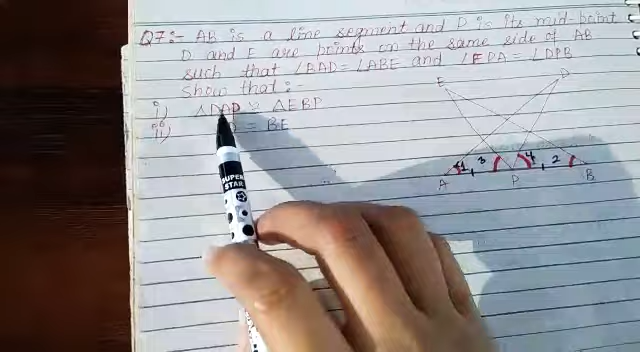 Q7:- AB is a line segment and P is its mid-point
D and E are points on the same side of AB
such that ∠BAD = ∠ABE and ∠EPA = ∠DPB
Show that :-
i) △DAP ≅ △EBP
ii) = BE
E D
1 3 4 2
A P B
SUPER
STAR